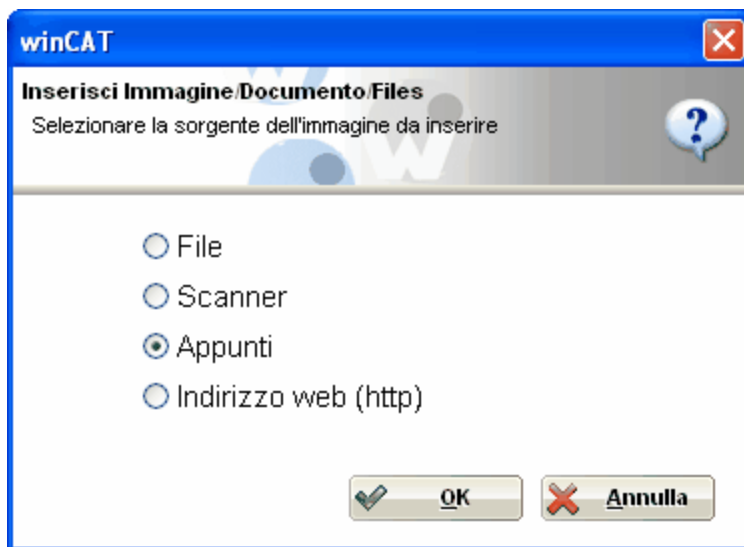 winCAT
Inserisci Immagine/Documento/Files
Selezionare la sorgente dell'immagine da inserire
File
Scanner
Appunti
Indirizzo web (http)
OK
Annulla